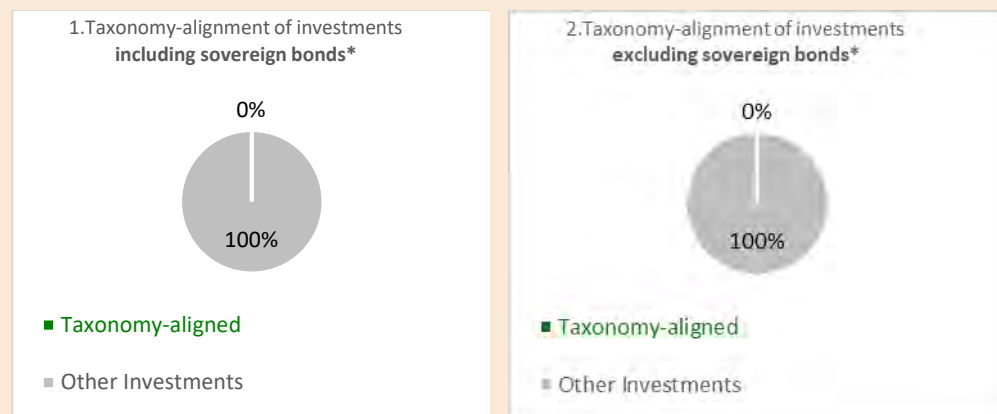 1.Taxonomy-alignment of investments
including sovereign bonds*
0%
100%
Taxonomy-aligned
Other Investments
2.Taxonomy-alignment of investments
excluding sovereign bonds*
0%
100%
Taxonomy-aligned
Other Investments